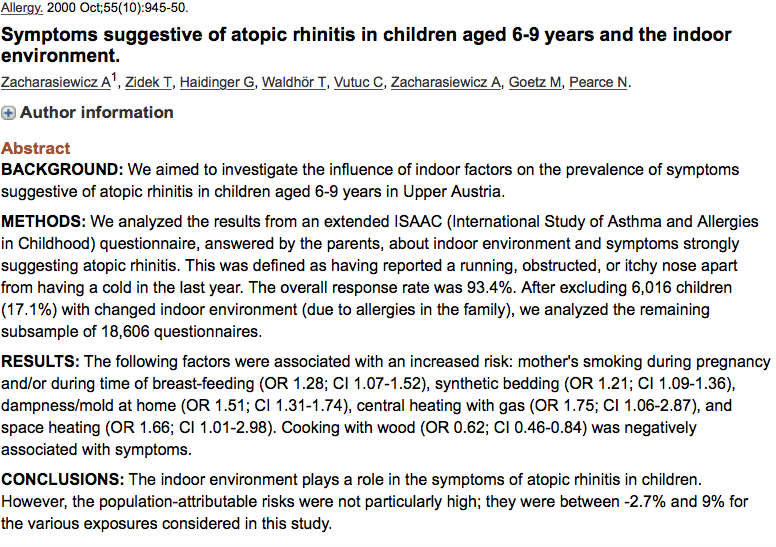 Allergy. 2000 Oct;55(10):945-50.
Symptoms suggestive of atopic rhinitis in children aged 6-9 years and the indoor
environment.
Zacharasiewicz A1, Zidek T, Haidinger G, Waldhör T, Vutuc C, Zacharasiewicz A, Goetz M, Pearce N.
Author information
Abstract
BACKGROUND: We aimed to investigate the influence of indoor factors on the prevalence of symptoms
suggestive of atopic rhinitis in children aged 6-9 years in Upper Austria.
METHODS: We analyzed the results from an extended ISAAC (International Study of Asthma and Allergies
in Childhood) questionnaire, answered by the parents, about indoor environment and symptoms strongly
suggesting atopic rhinitis. This was defined as having reported a running, obstructed, or itchy nose apart
from having a cold in the last year. The overall response rate was 93.4%. After excluding 6,016 children
(17.1%) with changed indoor environment (due to allergies in the family), we analyzed the remaining
subsample of 18,606 questionnaires.
RESULTS: The following factors were associated with an increased risk: mother's smoking during pregnancy
and/or during time of breast-feeding (OR 1.28; CI 1.07-1.52), synthetic bedding (OR 1.21; CI 1.09-1.36),
dampness/mold at home (OR 1.51; CI 1.31-1.74), central heating with gas (OR 1.75; CI 1.06-2.87), and
space heating (OR 1.66; CI 1.01-2.98). Cooking with wood (OR 0.62; CI 0.46-0.84) was negatively
associated with symptoms.
CONCLUSIONS: The indoor environment plays a role in the symptoms of atopic rhinitis in children.
However, the population-attributable risks were not particularly high; they were between -2.7% and 9% for
the various exposures considered in this study.